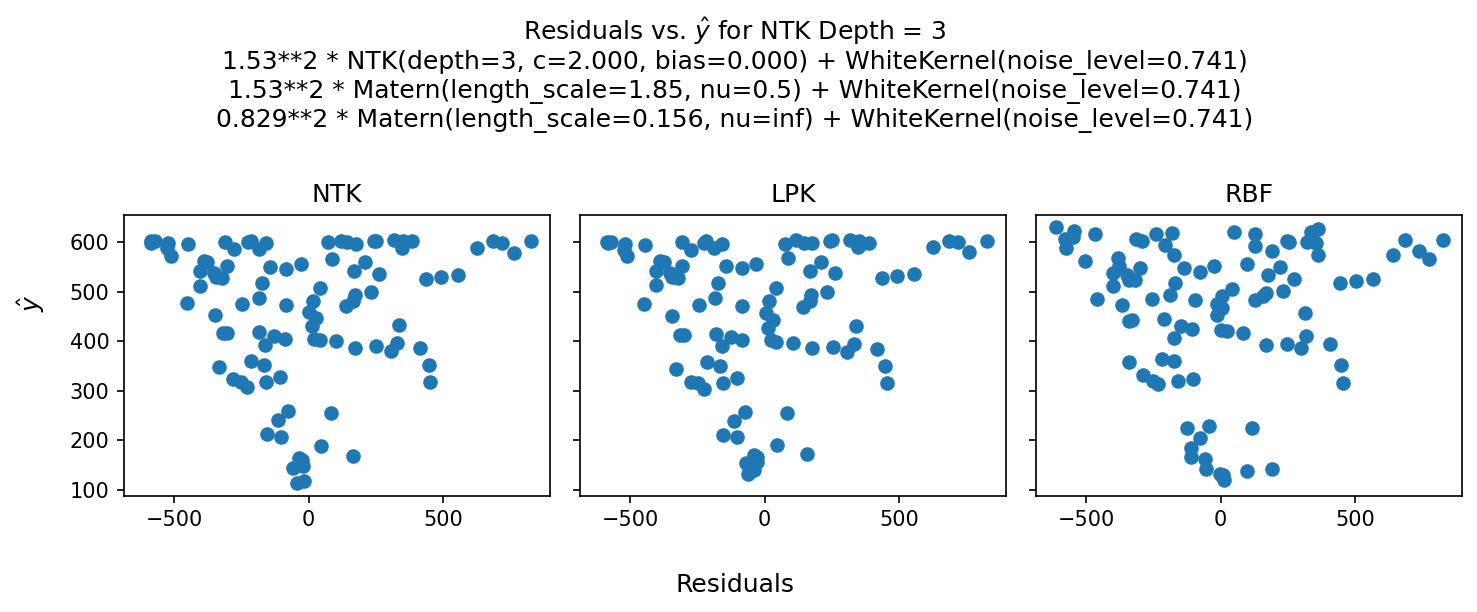 Residuals vs. ŷ for NTK Depth = 3
1.53**2 * NTK(depth=3, c=2.000, bias=0.000) + WhiteKernel(noise_level=0.741)
1.53**2 * Matern(length_scale=1.85, nu=0.5) + WhiteKernel(noise_level=0.741)
0.829**2 * Matern(length_scale=0.156, nu=inf) + WhiteKernel(noise_level=0.741)
NTK
LPK
RBF
ŷ
600
500
400
300
200
100
−500 0 500
−500 0 500
−500 0 500
Residuals